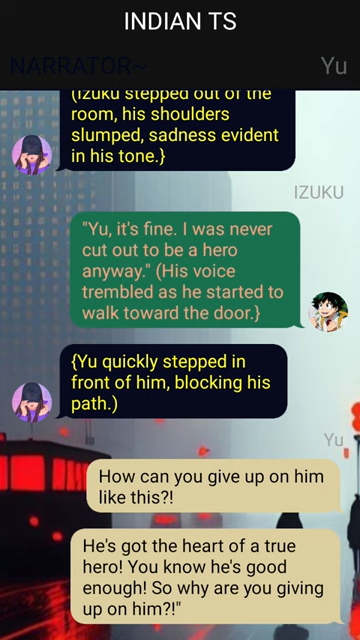 INDIAN TS
NARRATOR~
Yu
(Izuku stepped out of the
room, his shoulders
slumped, sadness evident
in his tone.}
IZUKU
"Yu, it's fine. I was never
cut out to be a hero
anyway." (His voice
trembled as he started to
walk toward the door.}
{Yu quickly stepped in
front of him, blocking his
path.)
Yu
How can you give up on him
like this?!
He's got the heart of a true
hero! You know he's good
enough! So why are you giving
up on him?!"